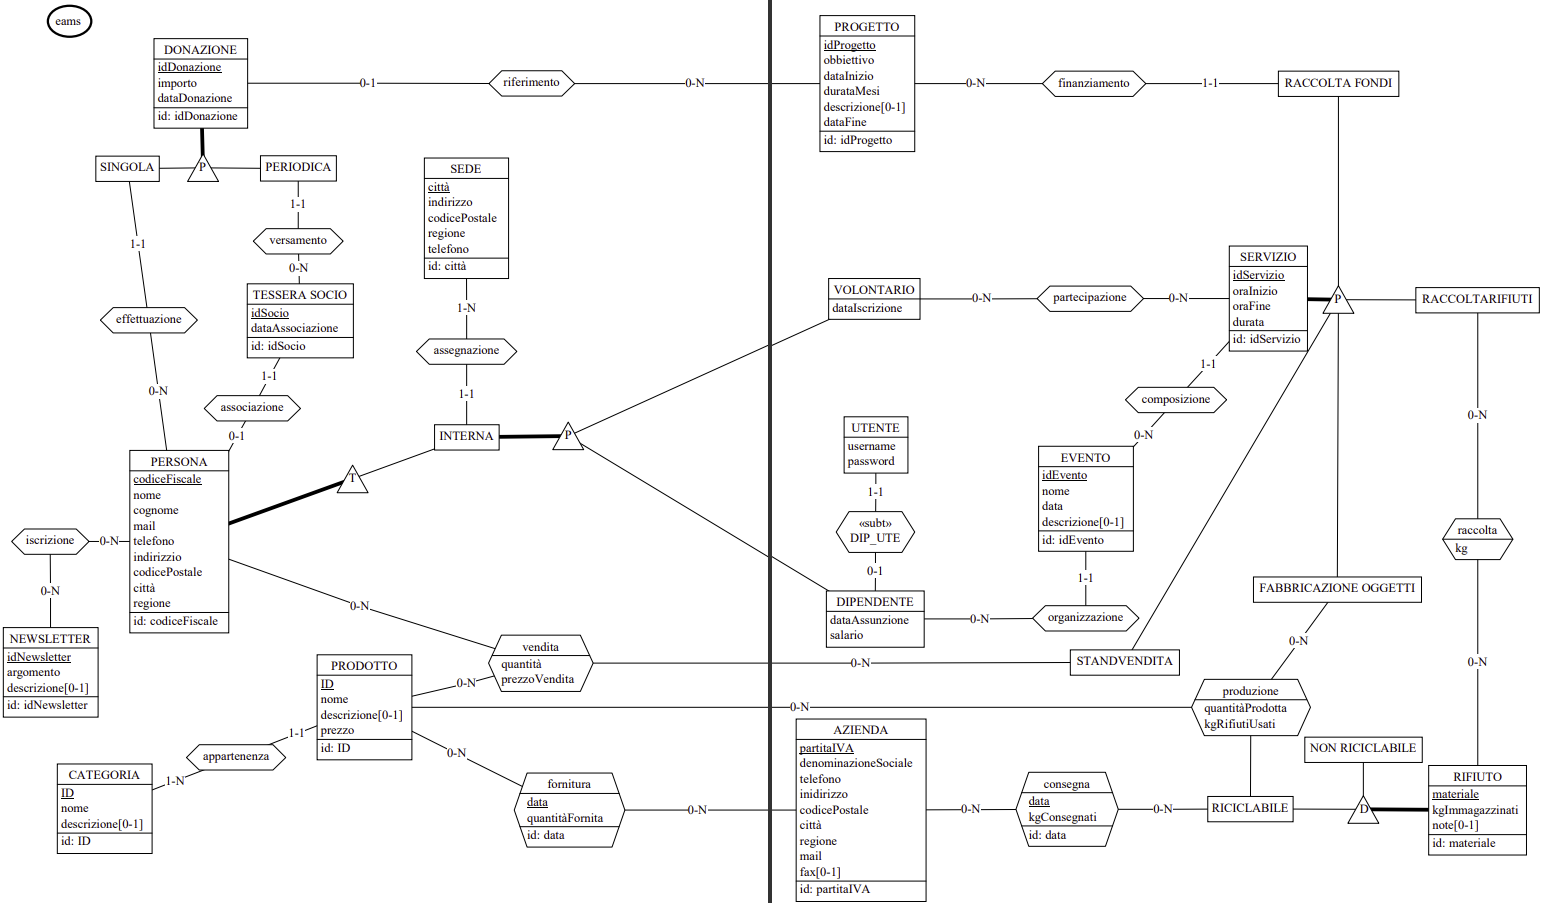 eams
DONAZIONE
idDonazione
importo
dataDonazione
id: idDonazione
0-1
riferimento
0-N
PROGETTO
idProgetto
obbiettivo
dataInizio
durataMesi
descrizione[0-1]
dataFine
id: idProgetto
0-N
finanziamento
1-1
RACCOLTA FONDI
SINGOLA
P
PERIODICA
1-1
versamento
0-N
1-1
effettuazione
0-N
TESSERA SOCIO
idSocio
dataAssociazione
id: idSocio
1-1
associazione
0-1
SEDE
città
indirizzo
codicePostale
regione
telefono
id: città
1-N
assegnazione
1-1
INTERNA
P
T
PERSONA
codiceFiscale
nome
cognome
mail
telefono
indirizzio
codicePostale
città
regione
id: codiceFiscale
iscrizione
0-N
0-N
NEWSLETTER
idNewsletter
argomento
descrizione[0-1]
id: idNewsletter
VOLONTARIO
dataIscrizione
0-N
partecipazione
0-N
SERVIZIO
idServizio
oraInizio
oraFine
durata
id: idServizio
P
RACCOLTARIFIUTI
1-1
composizione
0-N
UTENTE
username
password
1-1
«subt»
DIP_UTE
0-1
DIPENDENTE
dataAssunzione
salario
EVENTO
idEvento
nome
data
descrizione[0-1]
id: idEvento
1-1
0-N
organizzazione
0-N
raccolta
kg
0-N
FABBRICAZIONE OGGETTI
0-N
0-N
vendita
quantità
prezzoVendita
0-N
STANDVENDITA
PRODOTTO
ID
nome
descrizione[0-1]
prezzo
id: ID
0-N
0-N
produzione
quantitàProdotta
kgRifiutiUsati
1-1
appartenenza
1-N
CATEGORIA
ID
nome
descrizione[0-1]
id: ID
0-N
fornitura
data
quantitàFornita
id: data
0-N
AZIENDA
partitaIVA
denominazioneSociale
telefono
inidirizzo
codicePostale
città
regione
mail
fax[0-1]
id: partitaIVA
0-N
consegna
data
kgConsegnati
id: data
0-N
RICICLABILE
NON RICICLABILE
D
RIFIUTO
materiale
kgImmagazzinati
note[0-1]
id: materiale